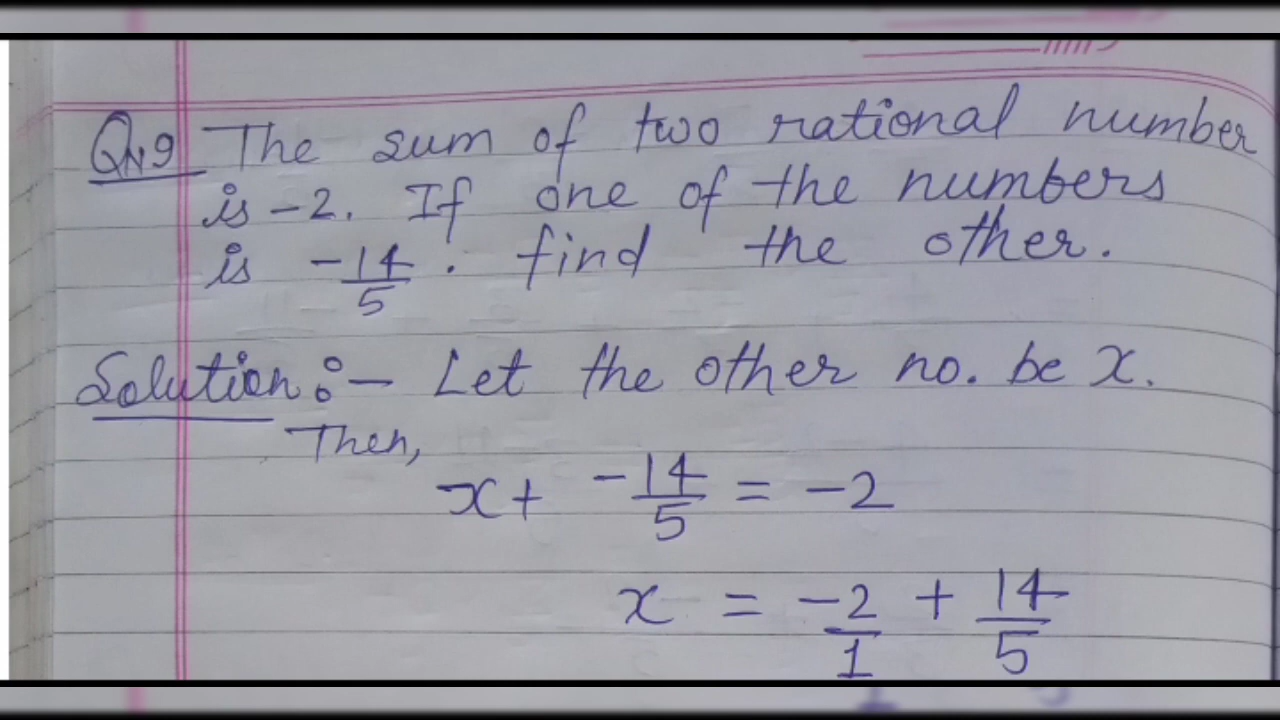 QN9 The sum of two rational number
is -2. If one of the numbers
is -14/5. find the other.
Solution:- Let the other no. be x.
Then,
x + -14/5 = -2
x = -2/1 + 14/5